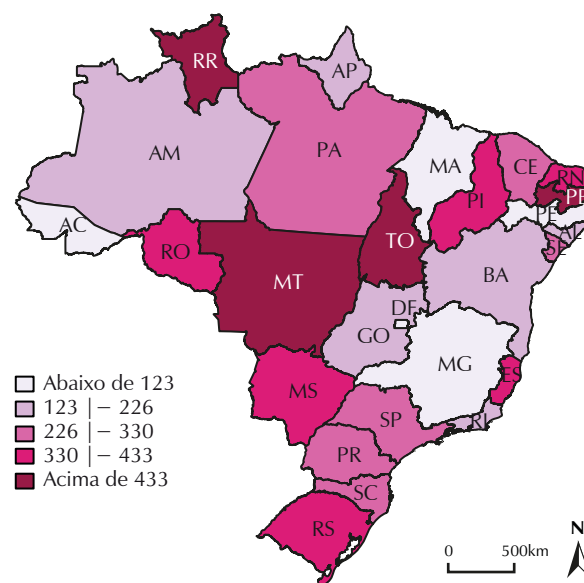 RR
AP
AM
PA
MA
CE
RN
PI
PB
PE
AC
AL
TO
SE
RO
BA
MT
DF
GO
MG
MS
ES
SP
RJ
PR
SC
RS
Abaixo de 123
123 |– 226
226 |– 330
330 |– 433
Acima de 433
N
0 500km